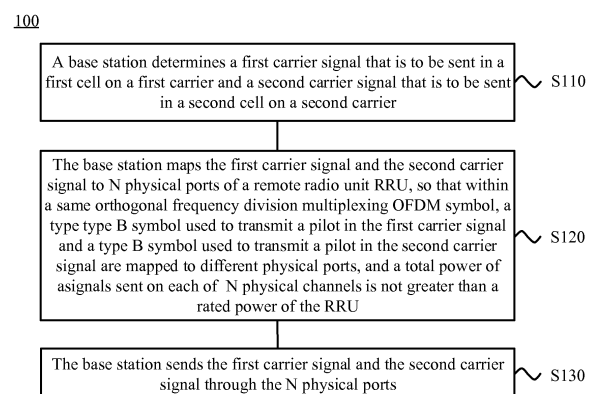 100
A base station determines a first carrier signal that is to be sent in a
first cell on a first carrier and a second carrier signal that is to be sent
in a second cell on a second carrier
S110
The base station maps the first carrier signal and the second carrier
signal to N physical ports of a remote radio unit RRU, so that within
a same orthogonal frequency division multiplexing OFDM symbol, a
type type B symbol used to transmit a pilot in the first carrier signal
and a type B symbol used to transmit a pilot in the second carrier
signal are mapped to different physical ports, and a total power of
asignals sent on each of N physical channels is not greater than a
rated power of the RRU
S120
The base station sends the first carrier signal and the second carrier
signal through the N physical ports
S130